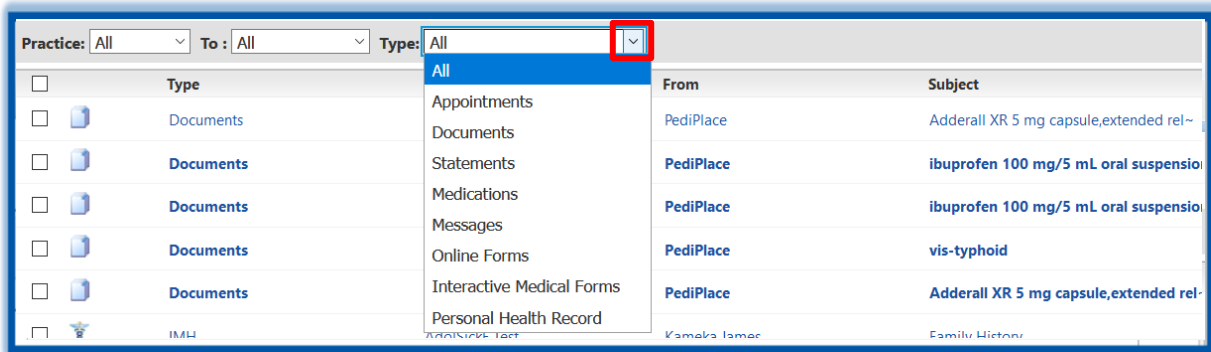 Practice: All To : All Type: All
All
Type From Subject
Appointments
Documents PediPlace Adderall XR 5 mg capsule,extended rel~
Documents
Documents PediPlace ibuprofen 100 mg/5 mL oral suspension
Statements
Medications
Documents PediPlace ibuprofen 100 mg/5 mL oral suspension
Messages
Documents PediPlace vis-typhoid
Online Forms
Documents PediPlace Adderall XR 5 mg capsule,extended rel~
Interactive Medical Forms
Personal Health Record
IMH AdolSickF Test Kameka James Family History